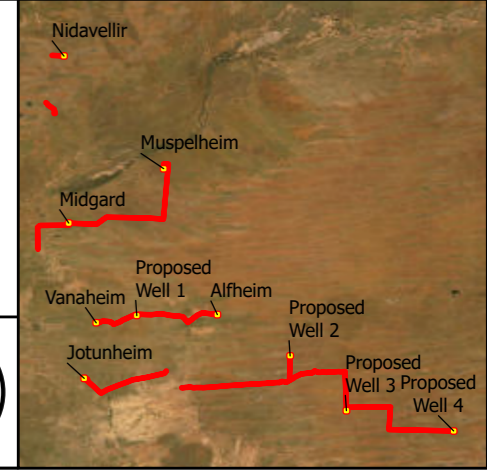 Nidavellir
Muspelheim
Midgard
Proposed
Well 1
Vanaheim
Alfheim
Proposed
Well 2
Jotunheim
Proposed
Well 3
Proposed
Well 4